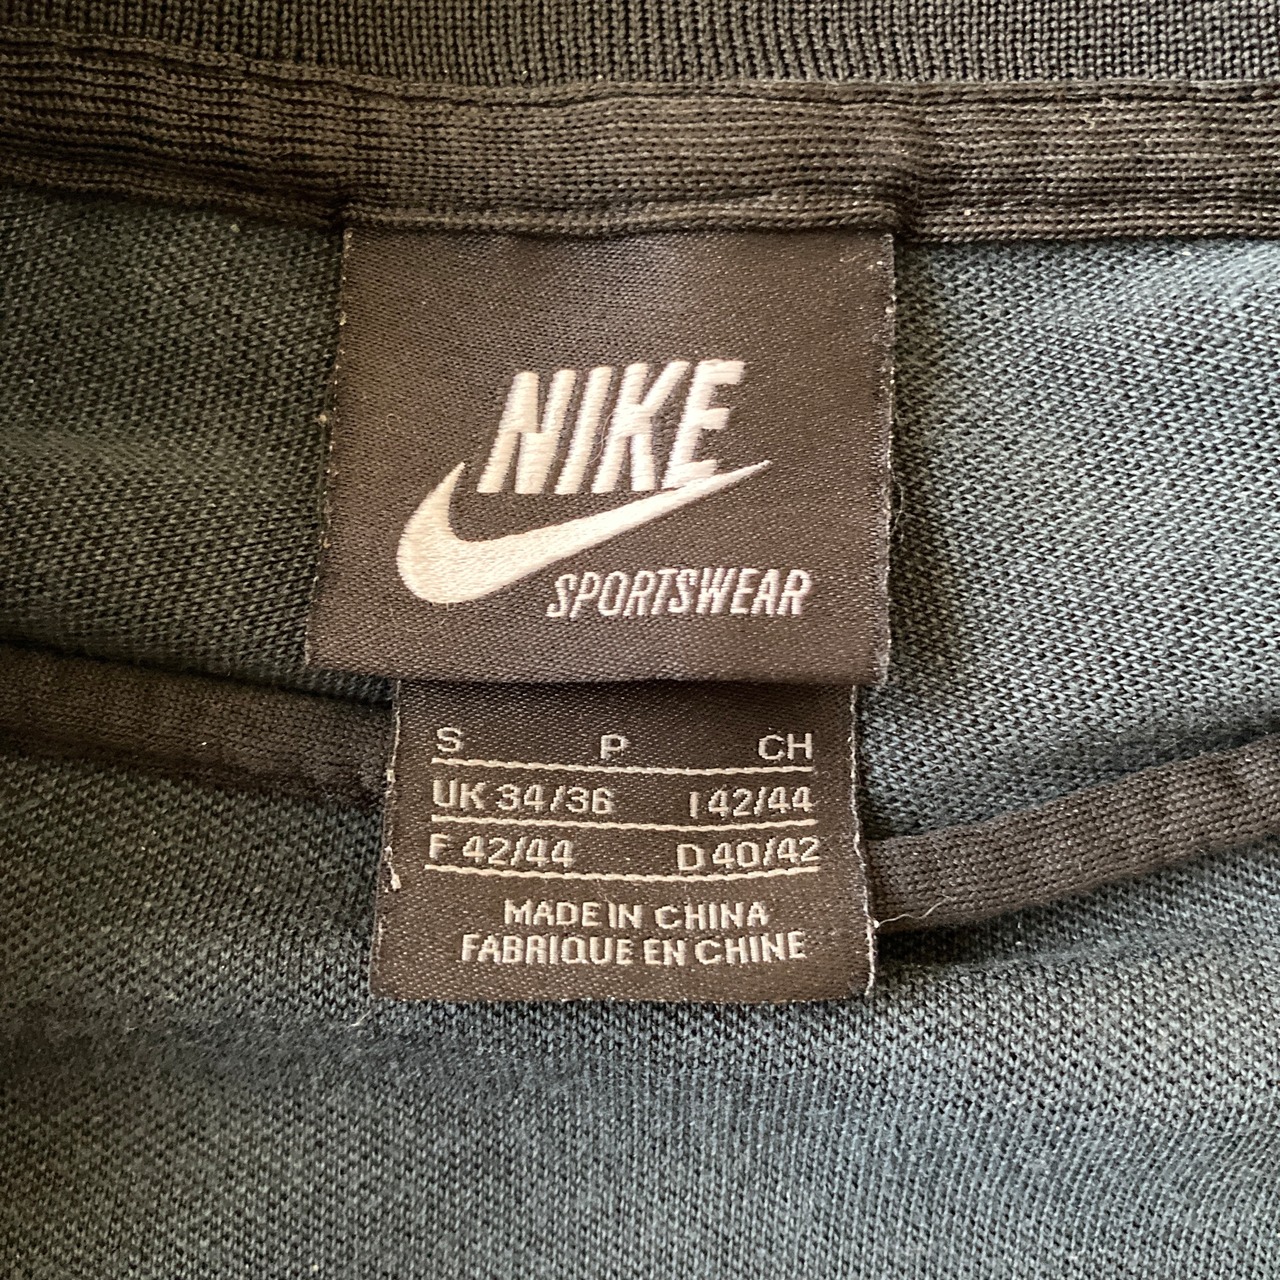 NIKE
SPORTSWEAR
S P CH
UK 34/36 I 42/44
F 42/44 D 40/42
MADE IN CHINA
FABRIQUE EN CHINE